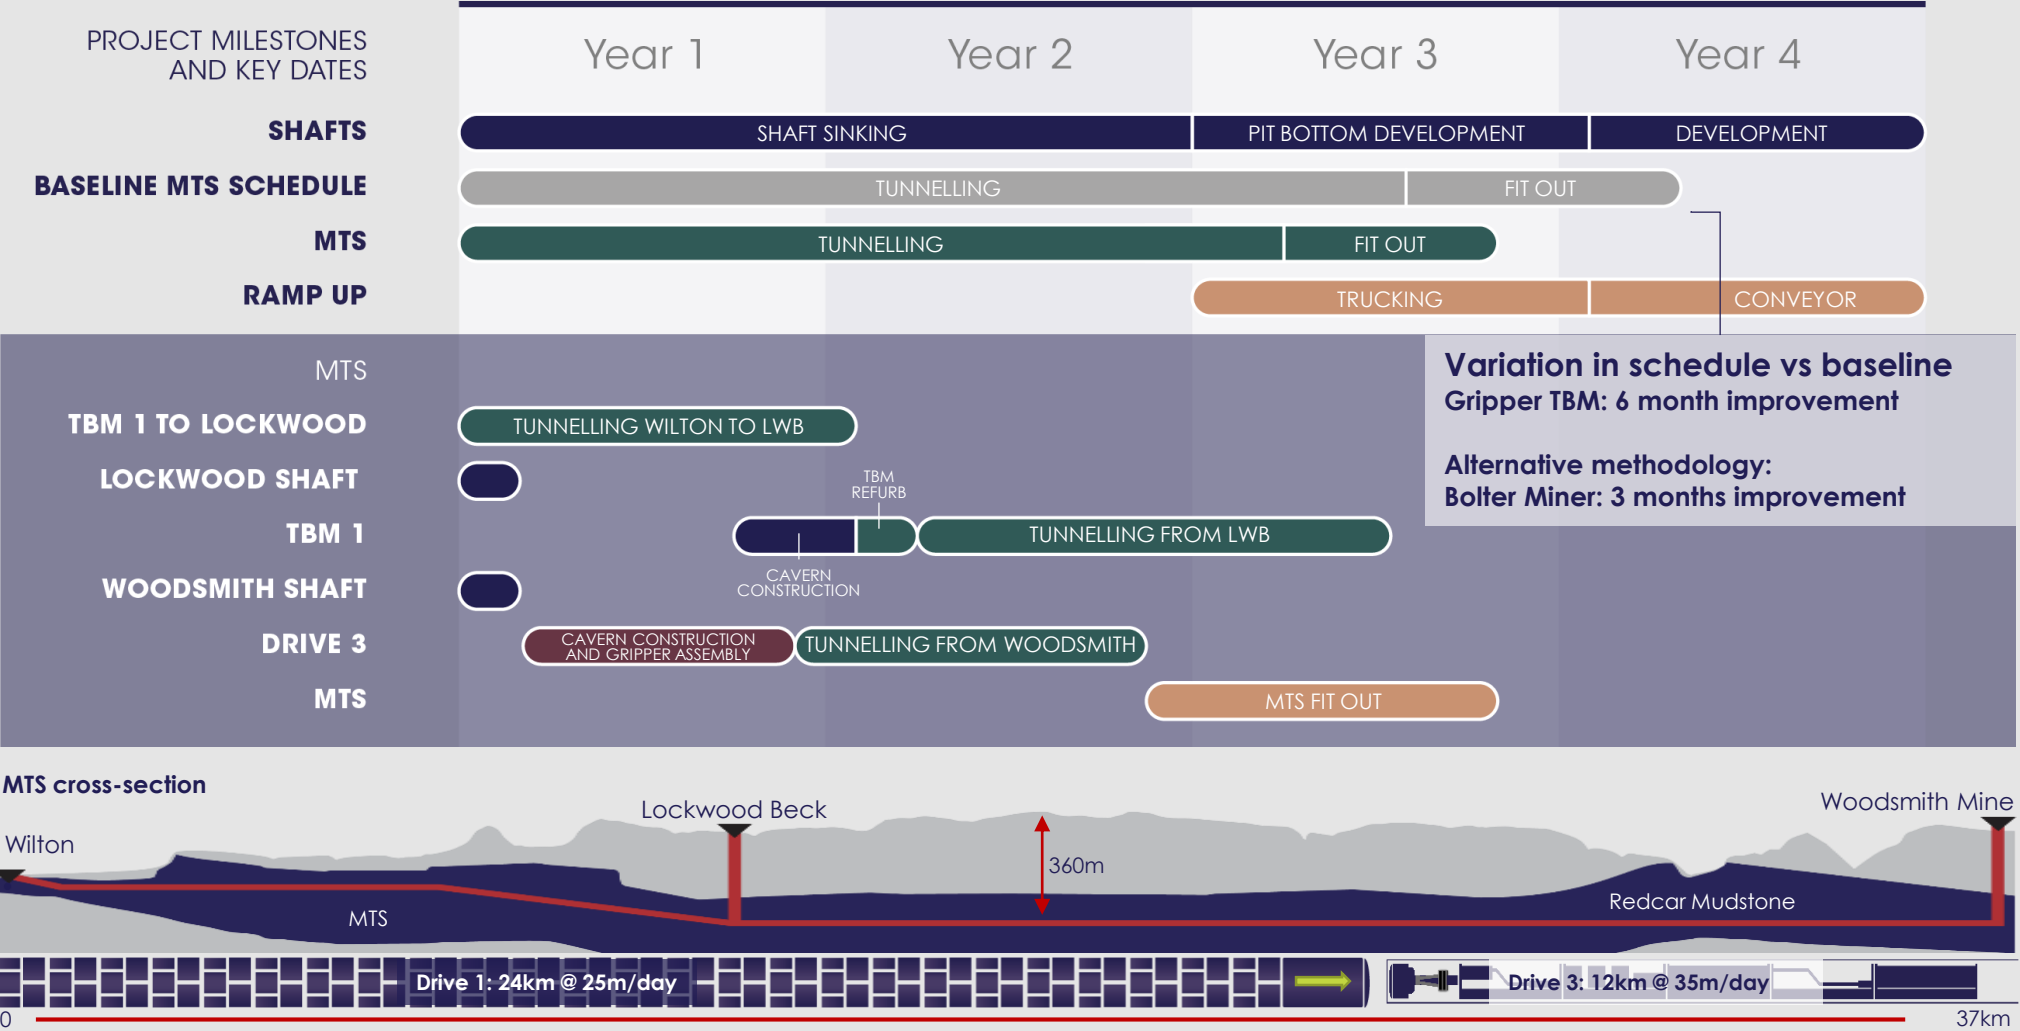 PROJECT MILESTONES
AND KEY DATES
Year 1
Year 2
Year 3
Year 4
SHAFTS
SHAFT SINKING
PIT BOTTOM DEVELOPMENT
DEVELOPMENT
BASELINE MTS SCHEDULE
TUNNELLING
FIT OUT
MTS
TUNNELLING
FIT OUT
RAMP UP
TRUCKING
CONVEYOR
Variation in schedule vs baseline
Gripper TBM: 6 month improvement
Alternative methodology:
Bolter Miner: 3 months improvement
MTS
TBM 1 TO LOCKWOOD
TUNNELLING WILTON TO LWB
LOCKWOOD SHAFT
TBM
REFURB
TBM 1
TUNNELLING FROM LWB
CAVERN
CONSTRUCTION
WOODSMITH SHAFT
DRIVE 3
CAVERN CONSTRUCTION
AND GRIPPER ASSEMBLY
TUNNELLING FROM WOODSMITH
MTS
MTS FIT OUT
MTS cross-section
Wilton
Lockwood Beck
Woodsmith Mine
360m
MTS
Redcar Mudstone
Drive 1: 24km @ 25m/day
Drive 3: 12km @ 35m/day
0
37km